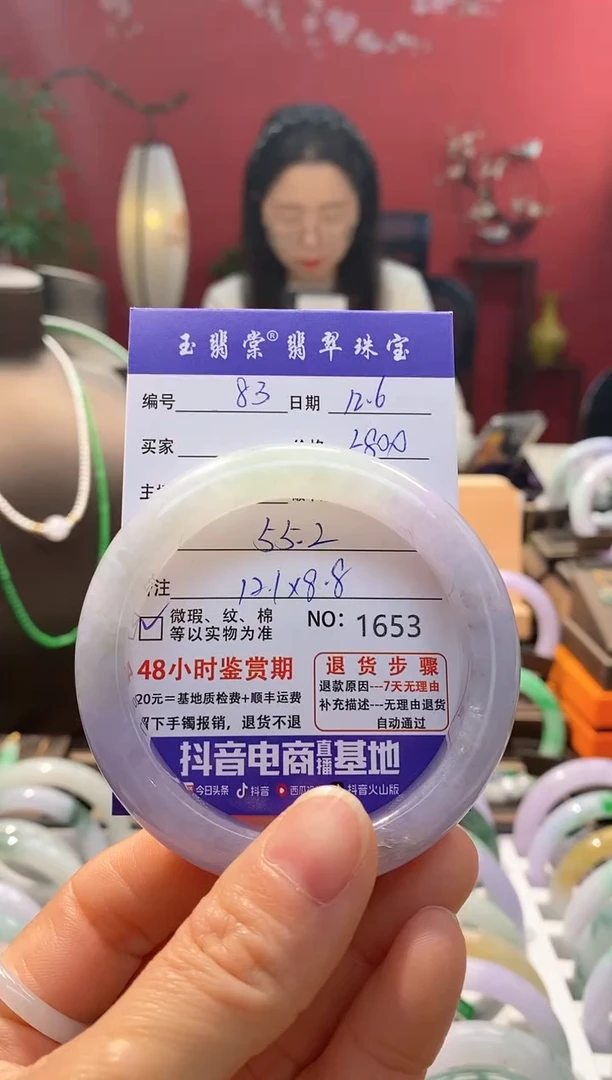 玉翡棠®翡翠珠宝
编号 83 日期 12.6
买家
55.2
注 12.1×8.8
微瑕、纹、棉
等以实物为准
NO: 1653
48小时鉴赏期
20元=基地质检费+顺丰运费
留下手镯报销，退货不退
退货步骤
退款原因---7天无理由
补充描述---无理由退货
自动通过
抖音电商直播基地
今日头条 抖音 西瓜 抖音火山版